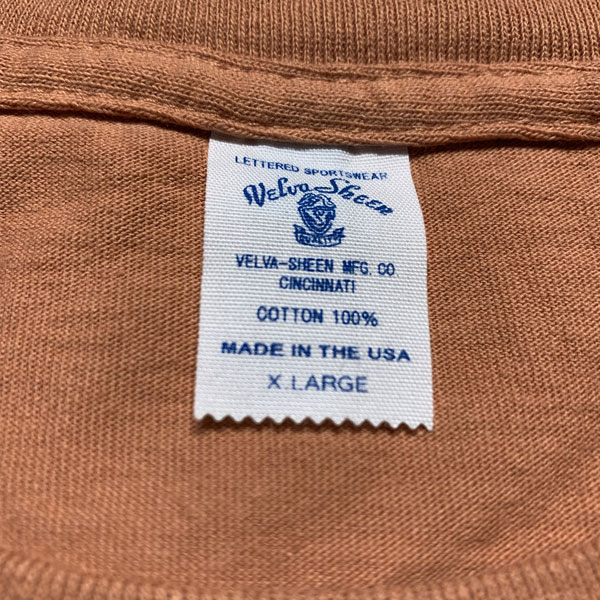 LETTERED SPORTSWEAR
Velva Sheen
VELVA-SHEEN MFG. CO
CINCINNATI
COTTON 100%
MADE IN THE USA
X LARGE